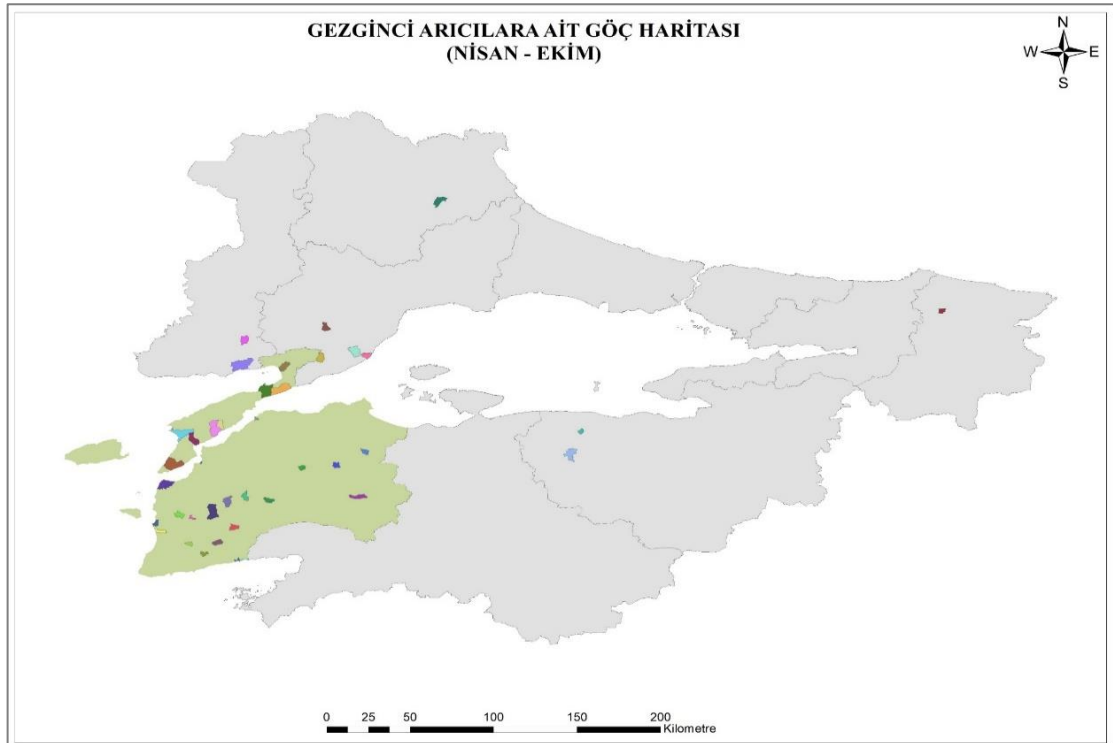 GEZGİNCİ ARICILARA AİT GÖÇ HARİTASI
(NİSAN - EKİM)
N
W E
S
0 25 50 100 150 200
Kilometre